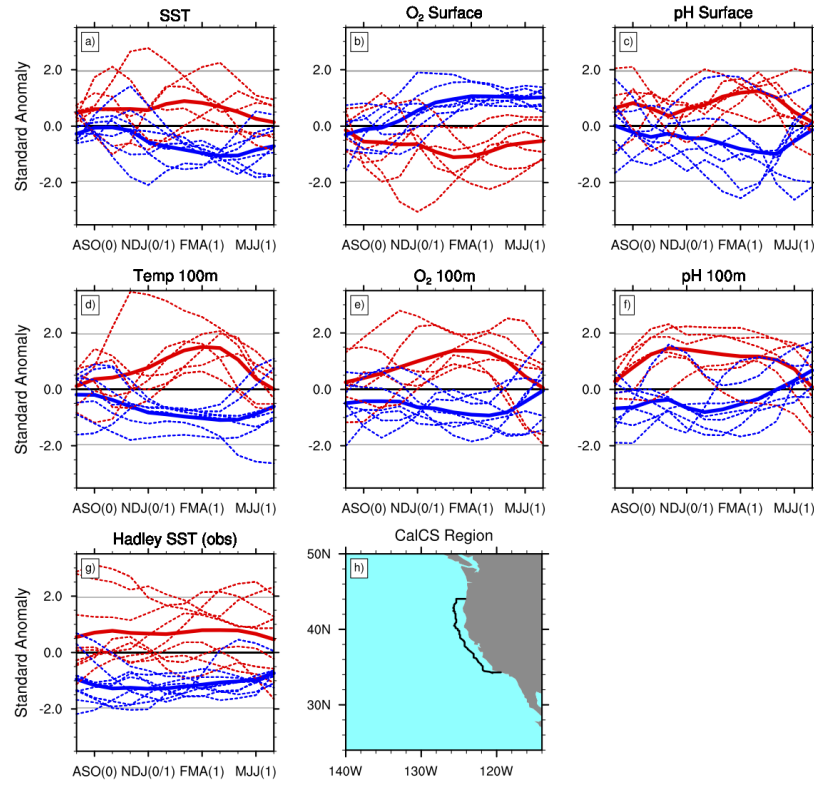 SST
O₂ Surface
pH Surface
a)
b)
c)
Standard Anomaly
2.0
0.0
-2.0
2.0
0.0
-2.0
2.0
0.0
-2.0
ASO(0) NDJ(0/1) FMA(1) MJJ(1)
ASO(0) NDJ(0/1) FMA(1) MJJ(1)
ASO(0) NDJ(0/1) FMA(1) MJJ(1)
Temp 100m
O₂ 100m
pH 100m
d)
e)
f)
Standard Anomaly
2.0
0.0
-2.0
2.0
0.0
-2.0
2.0
0.0
-2.0
ASO(0) NDJ(0/1) FMA(1) MJJ(1)
ASO(0) NDJ(0/1) FMA(1) MJJ(1)
ASO(0) NDJ(0/1) FMA(1) MJJ(1)
Hadley SST (obs)
CalCS Region
g)
h)
Standard Anomaly
2.0
0.0
-2.0
50N
40N
30N
ASO(0) NDJ(0/1) FMA(1) MJJ(1)
140W 130W 120W